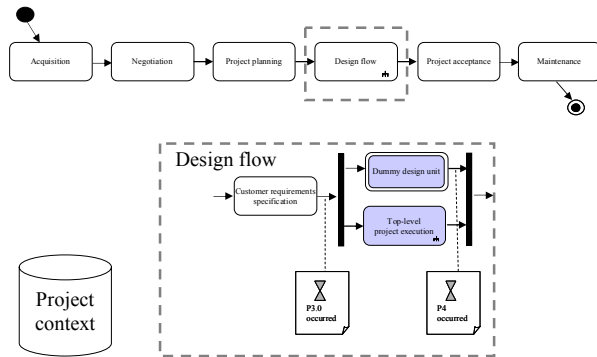 Acquisition
Negotiation
Project planning
Design flow
Project acceptance
Maintenance
Design flow
Customer requirements
specification
Dummy design unit
Top-level
project execution
P3.0
occurred
P4
occurred
Project
context